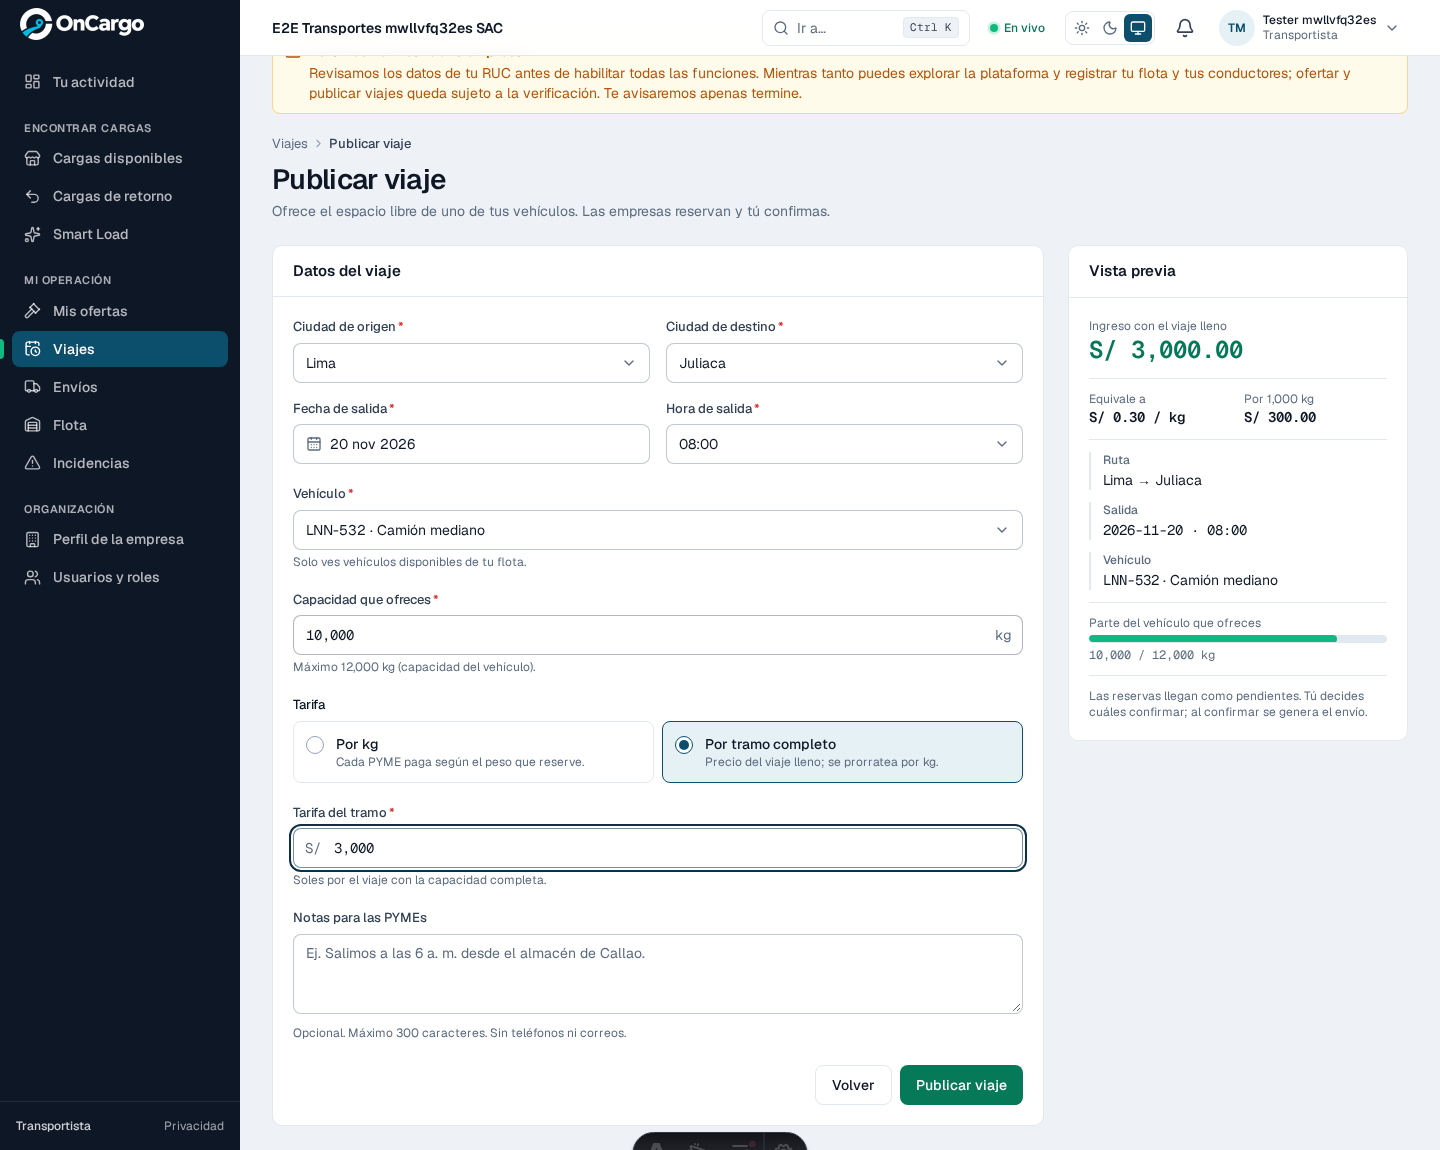 OnCargo
E2E Transportes mwllvfq32es SAC
Ir a...
Ctrl K
En vivo
TM
Tester mwllvfq32es
Transportista
Tu actividad
ENCONTRAR CARGAS
Cargas disponibles
Cargas de retorno
Smart Load
MI OPERACIÓN
Mis ofertas
Viajes
Envíos
Flota
Incidencias
ORGANIZACIÓN
Perfil de la empresa
Usuarios y roles
Transportista
Privacidad
Revisamos los datos de tu RUC antes de habilitar todas las funciones. Mientras tanto puedes explorar la plataforma y registrar tu flota y tus conductores; ofertar y
publicar viajes queda sujeto a la verificación. Te avisaremos apenas termine.
Viajes > Publicar viaje
Publicar viaje
Ofrece el espacio libre de uno de tus vehículos. Las empresas reservan y tú confirmas.
Datos del viaje
Ciudad de origen *
Ciudad de destino *
Lima
Juliaca
Fecha de salida *
Hora de salida *
20 nov 2026
08:00
Vehículo *
LNN-532 · Camión mediano
Solo ves vehículos disponibles de tu flota.
Capacidad que ofreces *
10,000
kg
Máximo 12,000 kg (capacidad del vehículo).
Tarifa
Por kg
Cada PYME paga según el peso que reserve.
Por tramo completo
Precio del viaje lleno; se prorratea por kg.
Tarifa del tramo *
S/ 3,000
Soles por el viaje con la capacidad completa.
Notas para las PYMEs
Ej. Salimos a las 6 a. m. desde el almacén de Callao.
Opcional. Máximo 300 caracteres. Sin teléfonos ni correos.
Volver
Publicar viaje
Vista previa
Ingreso con el viaje lleno
S/ 3,000.00
Equivale a
Por 1,000 kg
S/ 0.30 / kg
S/ 300.00
Ruta
Lima → Juliaca
Salida
2026-11-20 · 08:00
Vehículo
LNN-532 · Camión mediano
Parte del vehículo que ofreces
10,000 / 12,000 kg
Las reservas llegan como pendientes. Tú decides
cuáles confirmar; al confirmar se genera el envío.